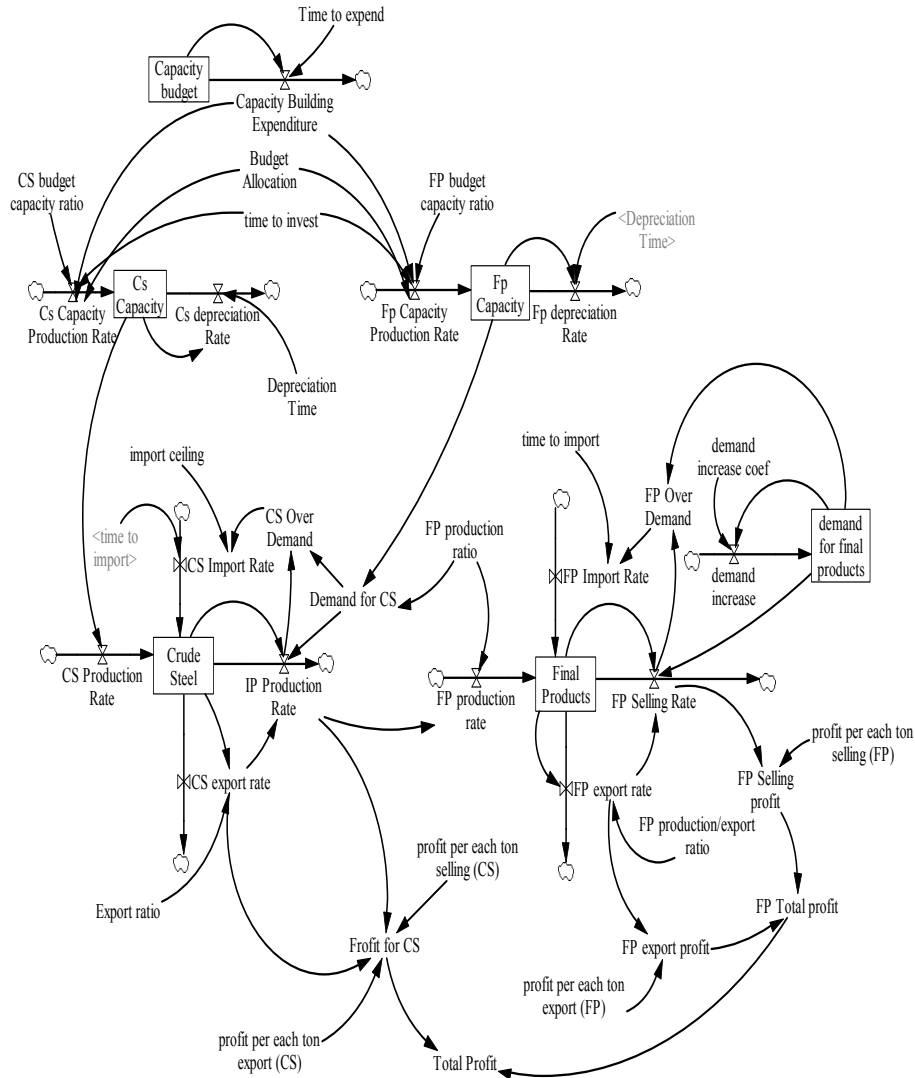 Time to expend
Capacity
budget
Capacity Building
Expenditure
Budget
Allocation
CS budget
capacity ratio
FP budget
capacity ratio
time to invest
<Depreciation
Time>
Cs
Capacity
Fp
Capacity
Cs Capacity
Production Rate
Cs depreciation
Rate
Fp Capacity
Production Rate
Fp depreciation
Rate
Depreciation
Time
import ceiling
time to import
demand
increase coef
<time to
import>
CS Over
Demand
FP Over
Demand
FP production
ratio
demand
for final
products
CS Import Rate
FP Import Rate
demand
increase
Demand for CS
Crude
Steel
Final
Products
CS Production
Rate
IP Production
Rate
FP production
rate
FP Selling Rate
profit per each ton
selling (FP)
CS export rate
FP export rate
FP Selling
profit
FP production/export
ratio
profit per each ton
selling (CS)
Export ratio
FP Total profit
Frofit for CS
FP export profit
profit per each ton
export (FP)
profit per each ton
export (CS)
Total Profit